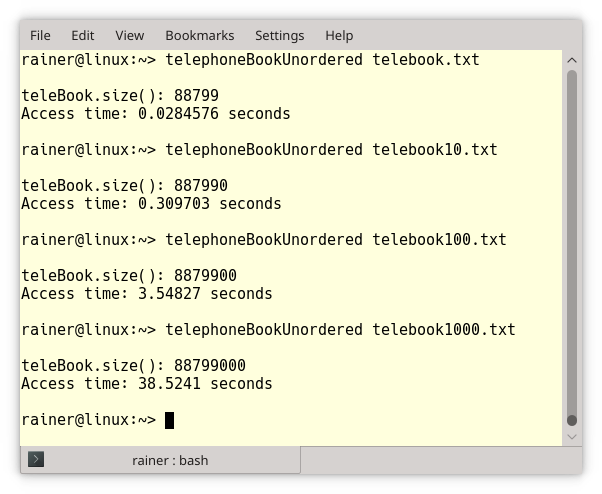 File Edit View Bookmarks Settings Help
rainer@linux:~> telephoneBookUnordered telebook.txt
teleBook.size(): 88799
Access time: 0.0284576 seconds
rainer@linux:~> telephoneBookUnordered telebook10.txt
teleBook.size(): 887990
Access time: 0.309703 seconds
rainer@linux:~> telephoneBookUnordered telebook100.txt
teleBook.size(): 8879900
Access time: 3.54827 seconds
rainer@linux:~> telephoneBookUnordered telebook1000.txt
teleBook.size(): 88799000
Access time: 38.5241 seconds
rainer@linux:~>
rainer : bash